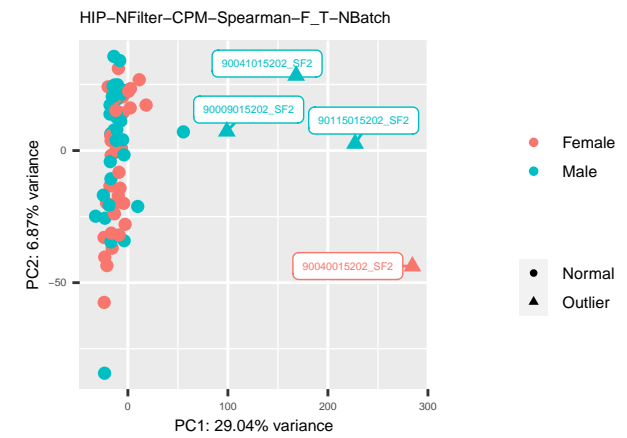 HIP−NFilter−CPM−Spearman−F_T−NBatch
90041015202_SF2
90009015202_SF2
90115015202_SF2
90040015202_SF2
0
−50
PC2: 6.87% variance
0
100
200
300
PC1: 29.04% variance
Female
Male
Normal
Outlier